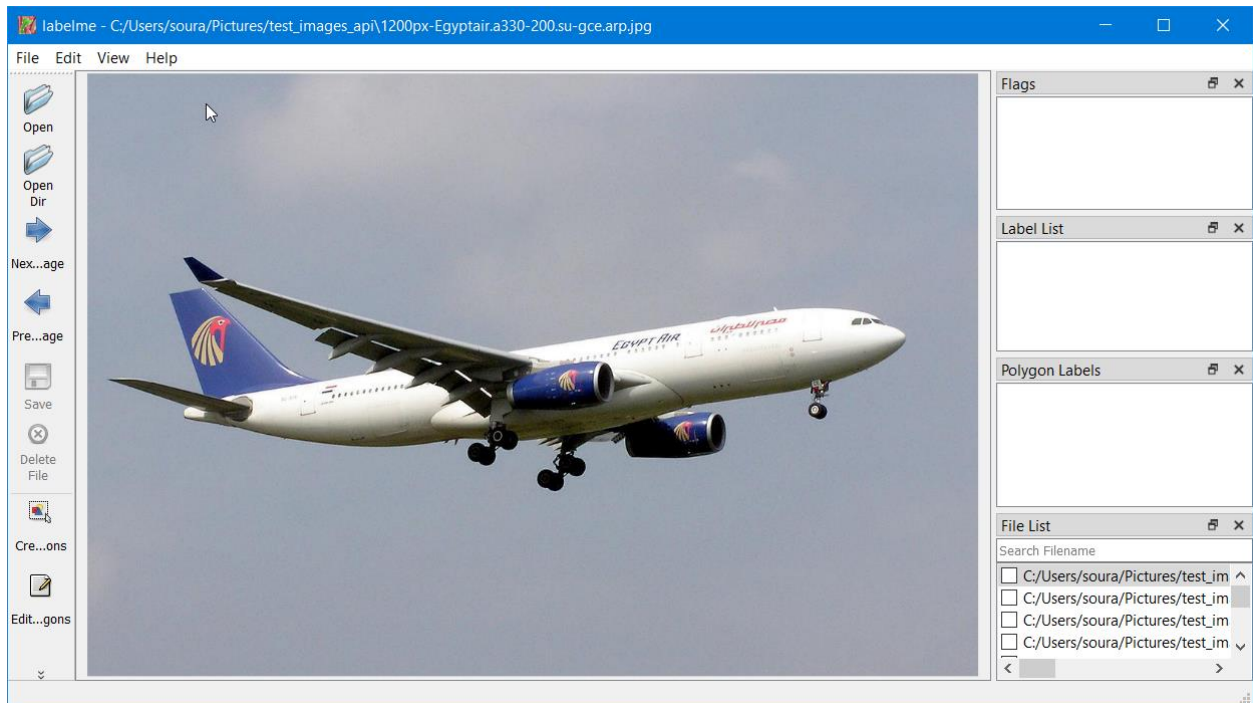 labelme - C:/Users/soura/Pictures/test_images_api\1200px-Egyptair.a330-200.su-gce.arp.jpg
File Edit View Help
Open
Open
Dir
Nex...age
Pre...age
Save
Delete
File
Cre...ons
Edit...gons
EGYPTAIR
مصرللطيران
Flags
Label List
Polygon Labels
File List
Search Filename
C:/Users/soura/Pictures/test_im
C:/Users/soura/Pictures/test_im
C:/Users/soura/Pictures/test_im
C:/Users/soura/Pictures/test_im